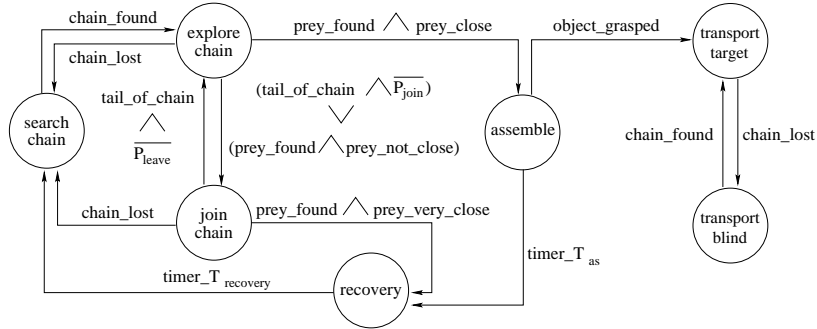 chain_found
explore
chain
prey_found ∧ prey_close
object_grasped
transport
target
chain_lost
tail_of_chain
∧
P̅leave
(tail_of_chain ∧ P̅join)
∨
(prey_found ∧ prey_not_close)
search
chain
assemble
chain_found
chain_lost
join
chain
chain_lost
prey_found ∧ prey_very_close
transport
blind
timer_T recovery
recovery
timer_T as